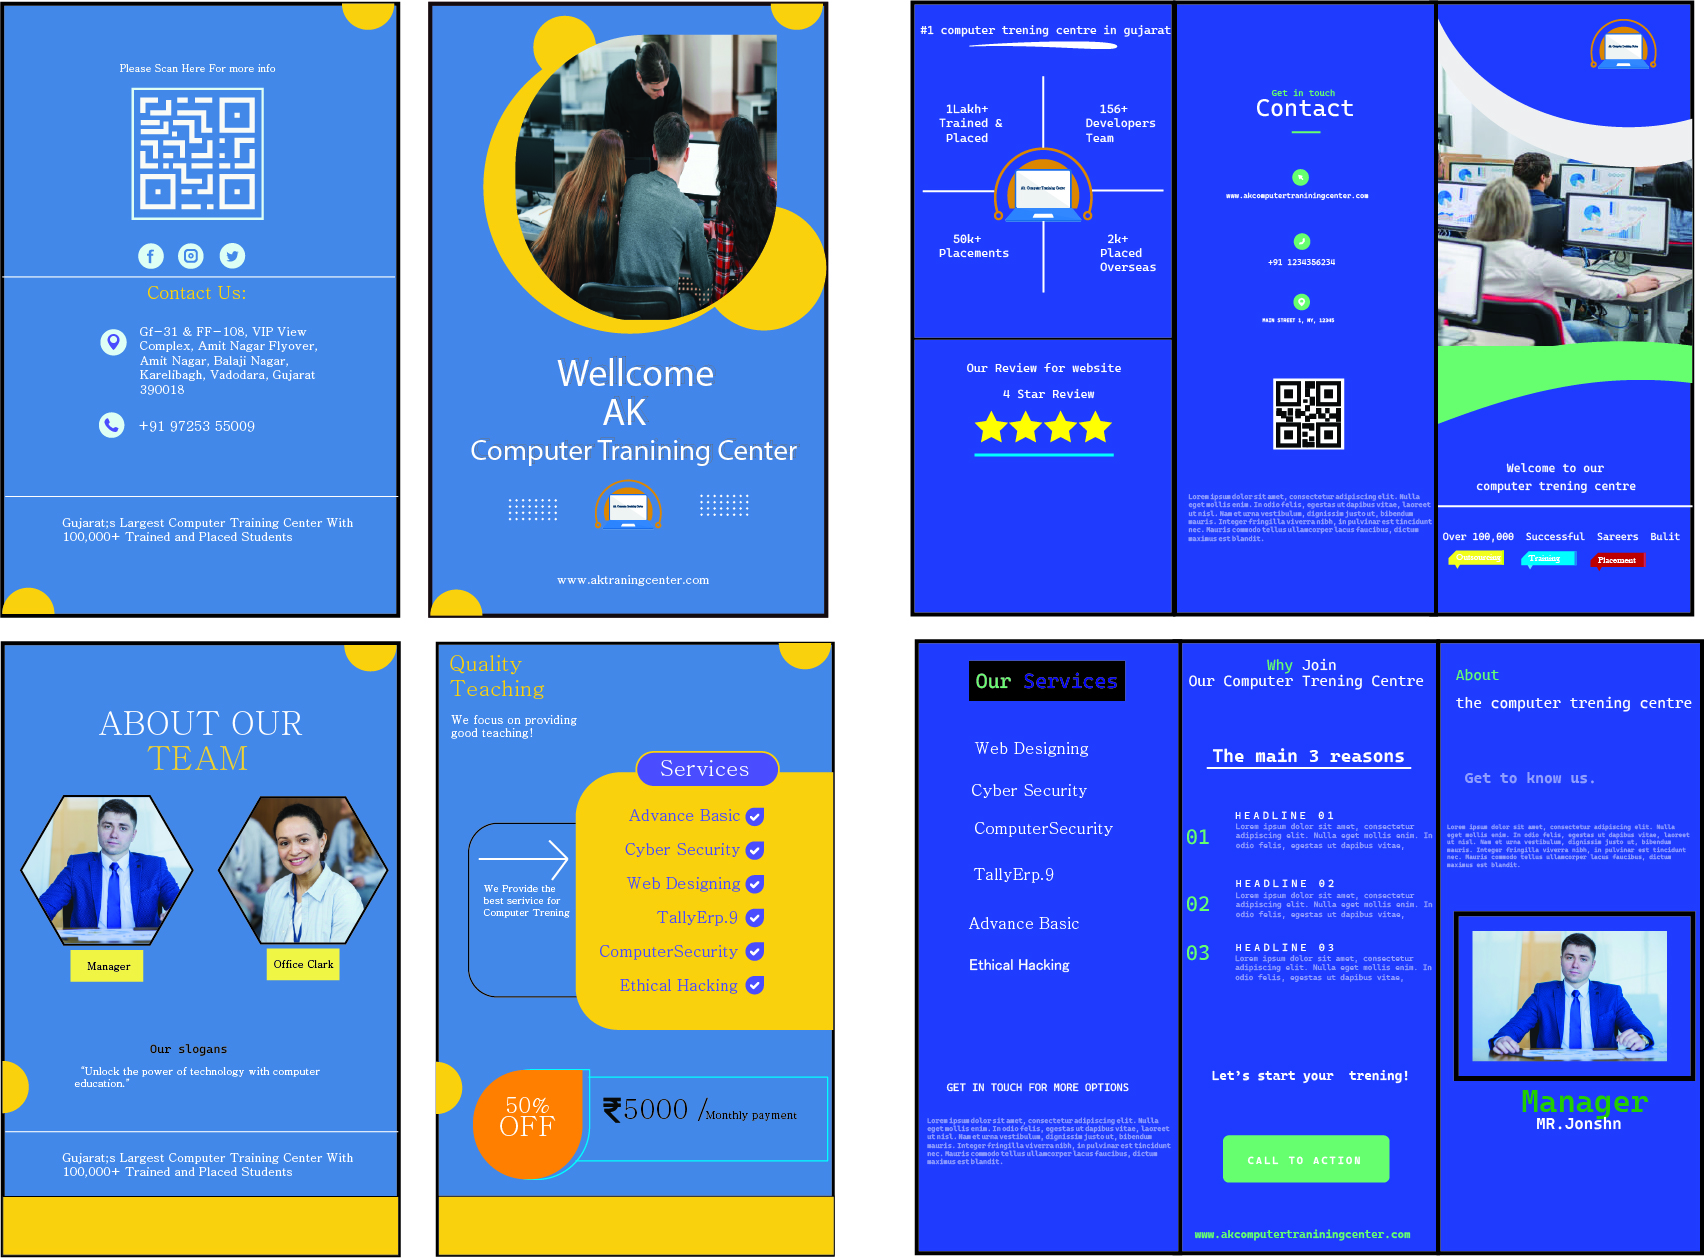 Please Scan Here For more info
Contact Us:
Gf-31 & FF-108, VIP View
Complex, Amit Nagar Flyover,
Amit Nagar, Balaji Nagar,
Karelibagh, Vadodara, Gujarat
390018
+91 97253 55009
Gujarat;s Largest Computer Training Center With
100,000+ Trained and Placed Students
Wellcome
AK
Computer Tranining Center
www.aktraningcenter.com
#1 computer trening centre in gujarat
1Lakh+
Trained &
Placed
156+
Developers
Team
AK Computer Training Centre
50k+
Placements
2k+
Placed
Overseas
Our Review for website
4 Star Review
Get in touch
Contact
www.akcomputertraniningcenter.com
+91 1234356234
MAIN STREET 1, NY, 12345
Lorem ipsum dolor sit amet, consectetur adipiscing elit. Nulla
eget mollis enim. In odio felis, egestas ut dapibus vitae, laoreet
ut nisl. Nam et urna vestibulum, dignissim justo ut, bibendum
mauris. Integer fringilla viverra nibh, in pulvinar est tincidunt
nec. Mauris commodo tellus ullamcorper lacus faucibus, dictum
maximus est blandit.
Welcome to our
computer trening centre
Over 100,000 Successful Sareers Bulit
Training
Placement
ABOUT OUR
TEAM
Manager
Office Clark
Our slogans
"Unlock the power of technology with computer
education."
Gujarat;s Largest Computer Training Center With
100,000+ Trained and Placed Students
Quality
Teaching
We focus on providing
good teaching!
Services
Advance Basic
Cyber Security
Web Designing
TallyErp.9
ComputerSecurity
Ethical Hacking
We Provide the
best serivice for
Computer Trening
50%
OFF
₹5000 /Monthly payment
Our Services
Web Designing
Cyber Security
ComputerSecurity
TallyErp.9
Advance Basic
Ethical Hacking
GET IN TOUCH FOR MORE OPTIONS
Lorem ipsum dolor sit amet, consectetur adipiscing elit. Nulla
eget mollis enim. In odio felis, egestas ut dapibus vitae, laoreet
ut nisl. Nam et urna vestibulum, dignissim justo ut, bibendum
mauris. Integer fringilla viverra nibh, in pulvinar est tincidunt
nec. Mauris commodo tellus ullamcorper lacus faucibus, dictum
maximus est blandit.
Why Join
Our Computer Trening Centre
The main 3 reasons
01
HEADLINE 01
Lorem ipsum dolor sit amet, consectetur
adipiscing elit. Nulla eget mollis enim. In
odio felis, egestas ut dapibus vitae,
02
HEADLINE 02
Lorem ipsum dolor sit amet, consectetur
adipiscing elit. Nulla eget mollis enim. In
odio felis, egestas ut dapibus vitae,
03
HEADLINE 03
Lorem ipsum dolor sit amet, consectetur
adipiscing elit. Nulla eget mollis enim. In
odio felis, egestas ut dapibus vitae,
Let's start your trening!
CALL TO ACTION
www.akcomputertraniningcenter.com
About
the computer trening centre
Get to know us.
Lorem ipsum dolor sit amet, consectetur adipiscing elit. Nulla
eget mollis enim. In odio felis, egestas ut dapibus vitae, laoreet
ut nisl. Nam et urna vestibulum, dignissim justo ut, bibendum
mauris. Integer fringilla viverra nibh, in pulvinar est tincidunt
nec. Mauris commodo tellus ullamcorper lacus faucibus, dictum
maximus est blandit.
Manager
MR.Jonshn